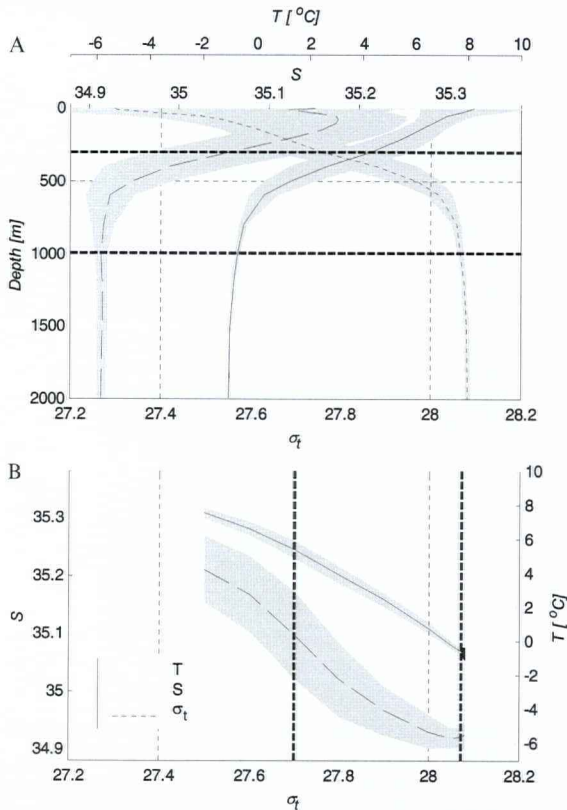 T [ °C]
A
-6 -4 -2 0 2 4 6 8 10
S
34.9 35 35.1 35.2 35.3
0
500
1000
1500
2000
Depth [m]
27.2 27.4 27.6 27.8 28 28.2
σt
B
10
8
6
4
2
0
-2
-4
-6
T [ °C]
35.3
35.2
35.1
35
34.9
S
T
S
σt
27.2 27.4 27.6 27.8 28 28.2
σt